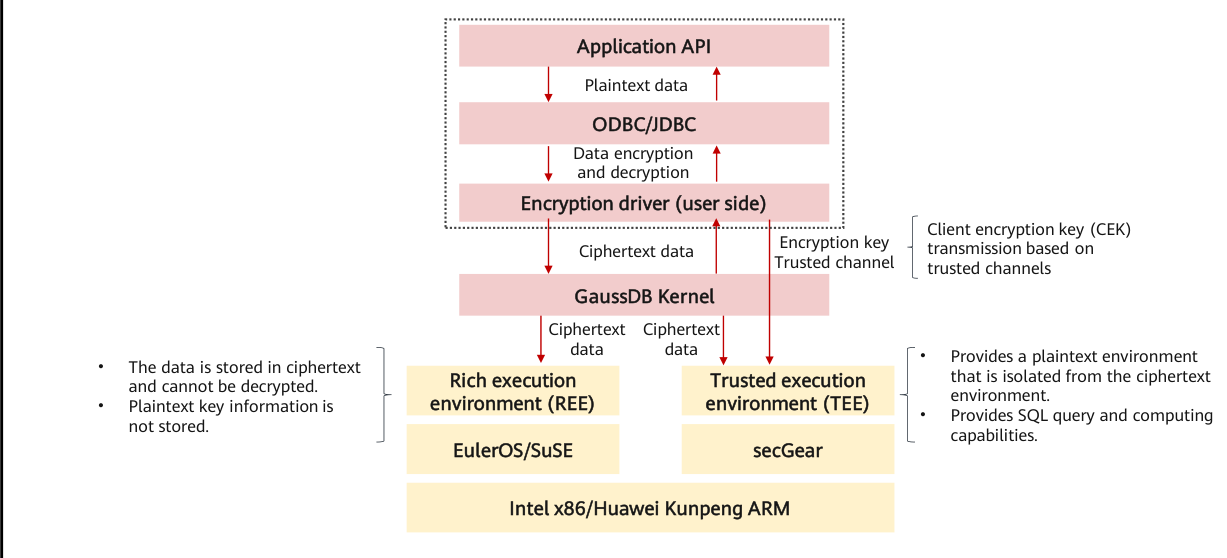 Application API
Plaintext data
ODBC/JDBC
Data encryption
and decryption
Encryption driver (user side)
Ciphertext data
Encryption key
Trusted channel
Client encryption key (CEK)
transmission based on
trusted channels
GaussDB Kernel
Ciphertext
data
Ciphertext
data
• The data is stored in ciphertext
and cannot be decrypted.
• Plaintext key information is
not stored.
Rich execution
environment (REE)
Trusted execution
environment (TEE)
• Provides a plaintext environment
that is isolated from the ciphertext
environment.
• Provides SQL query and computing
capabilities.
EulerOS/SuSE
secGear
Intel x86/Huawei Kunpeng ARM